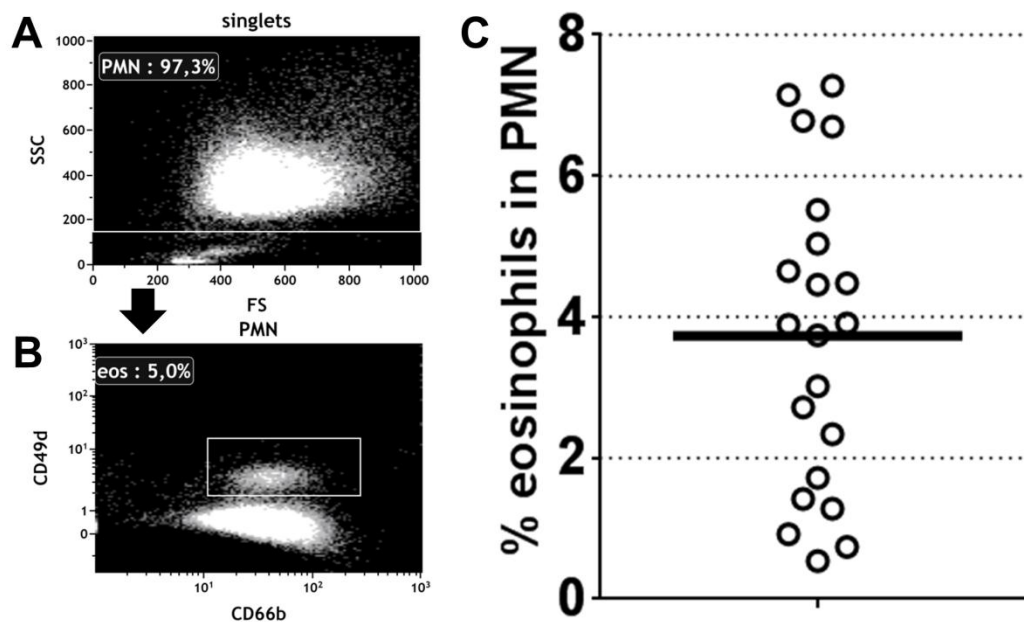 A
singlets
PMN : 97,3%
1000
800
600
400
200
0
SSC
0 200 400 600 800 1000
FS
PMN
B
eos : 5,0%
10³
10²
10¹
1
0
CD49d
10¹ 10² 10³
CD66b
C
% eosinophils in PMN
8
6
4
2
0